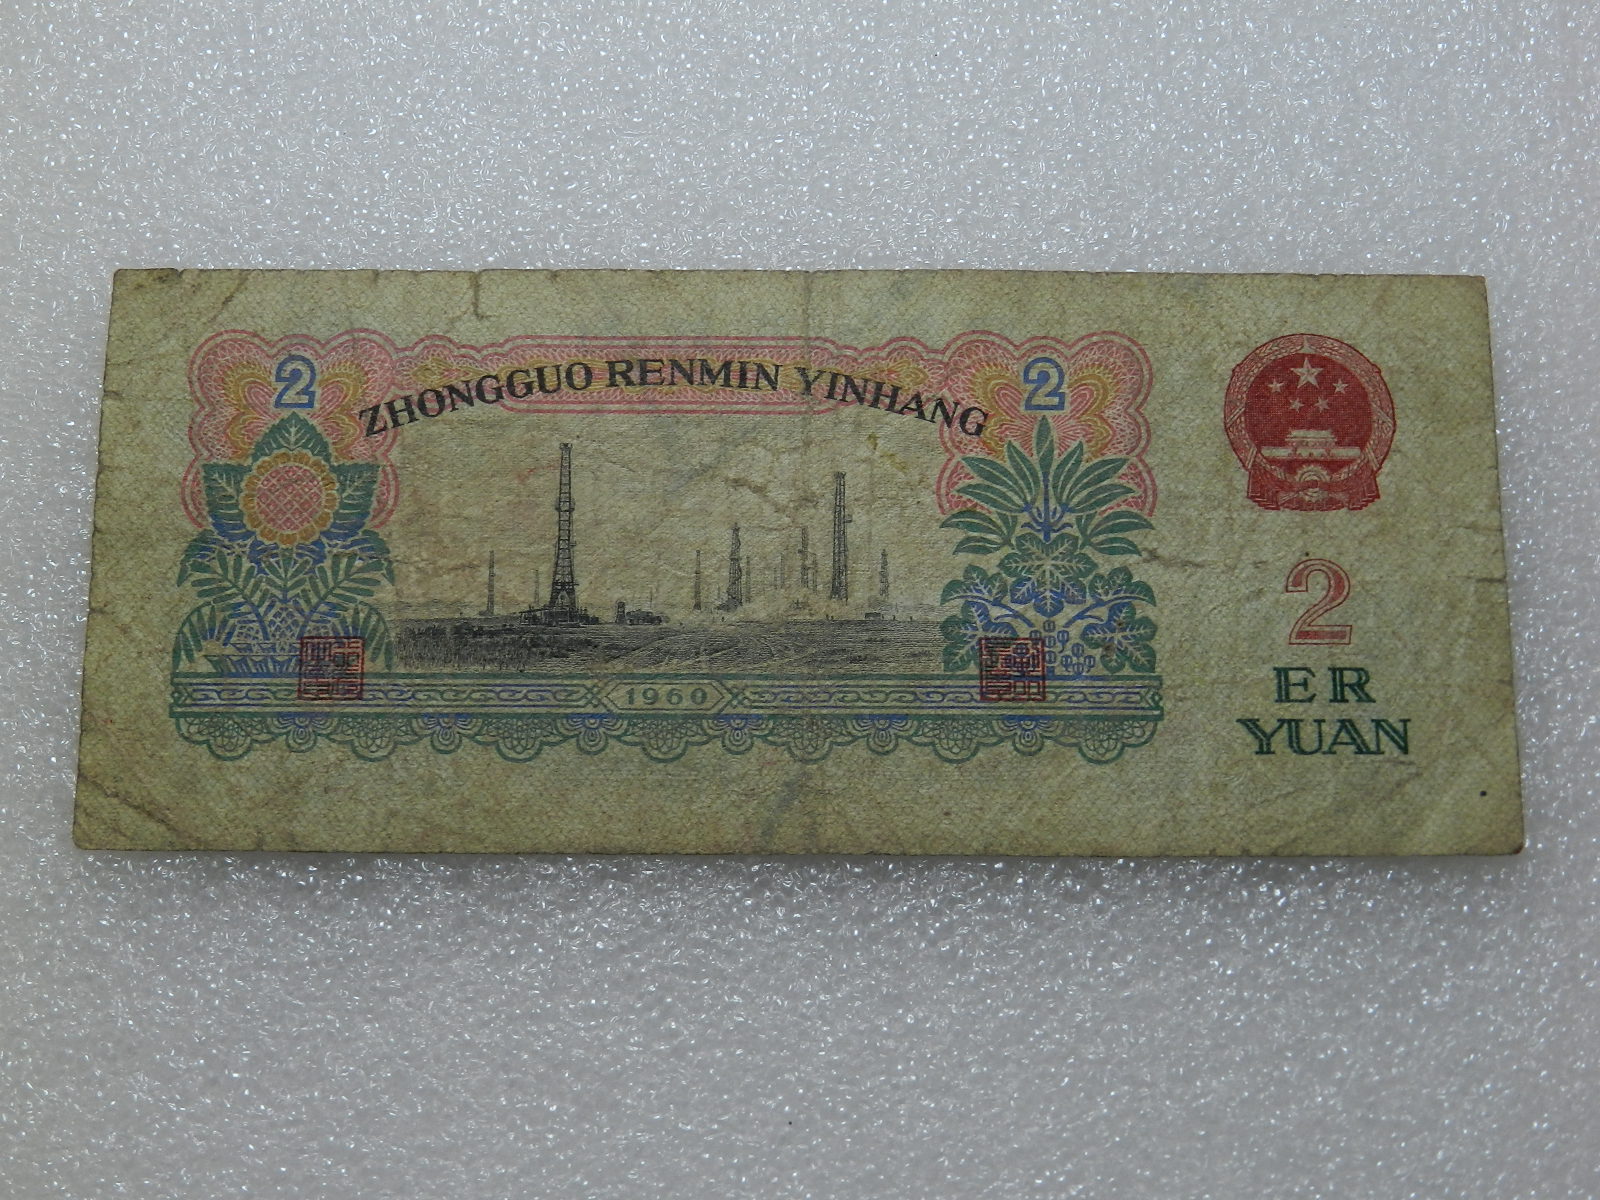 2
2
ZHONGGUO RENMIN YINHANG
2
1960
ER
YUAN